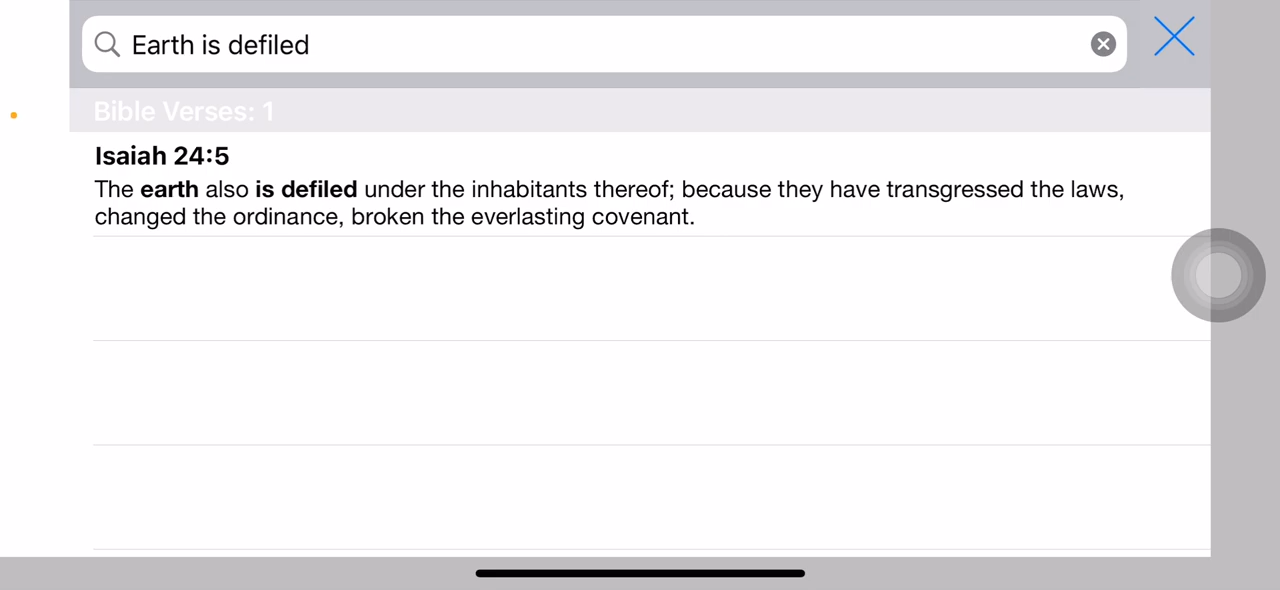 Earth is defiled
Bible Verses: 1
Isaiah 24:5
The earth also is defiled under the inhabitants thereof; because they have transgressed the laws,
changed the ordinance, broken the everlasting covenant.